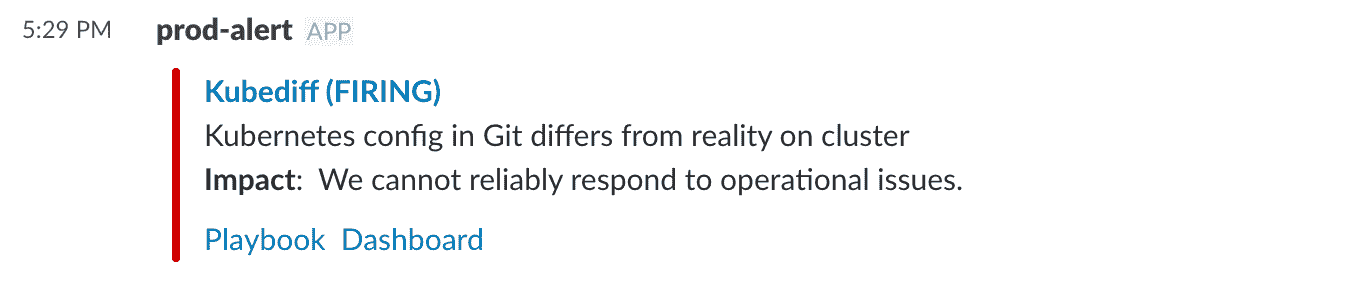 5:29 PM prod-alert APP
Kubediff (FIRING)
Kubernetes config in Git differs from reality on cluster
Impact: We cannot reliably respond to operational issues.
Playbook Dashboard